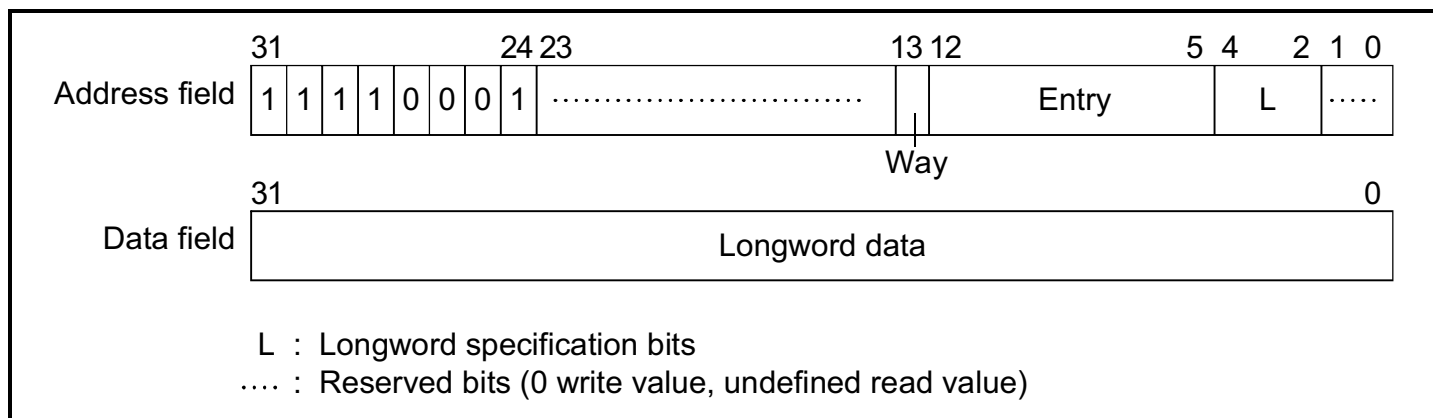 31 24 23 13 12 5 4 2 1 0
Address field 1 1 1 1 0 0 0 1 ................................ Entry L .....
Way
31 0
Data field Longword data
L : Longword specification bits
.... : Reserved bits (0 write value, undefined read value)